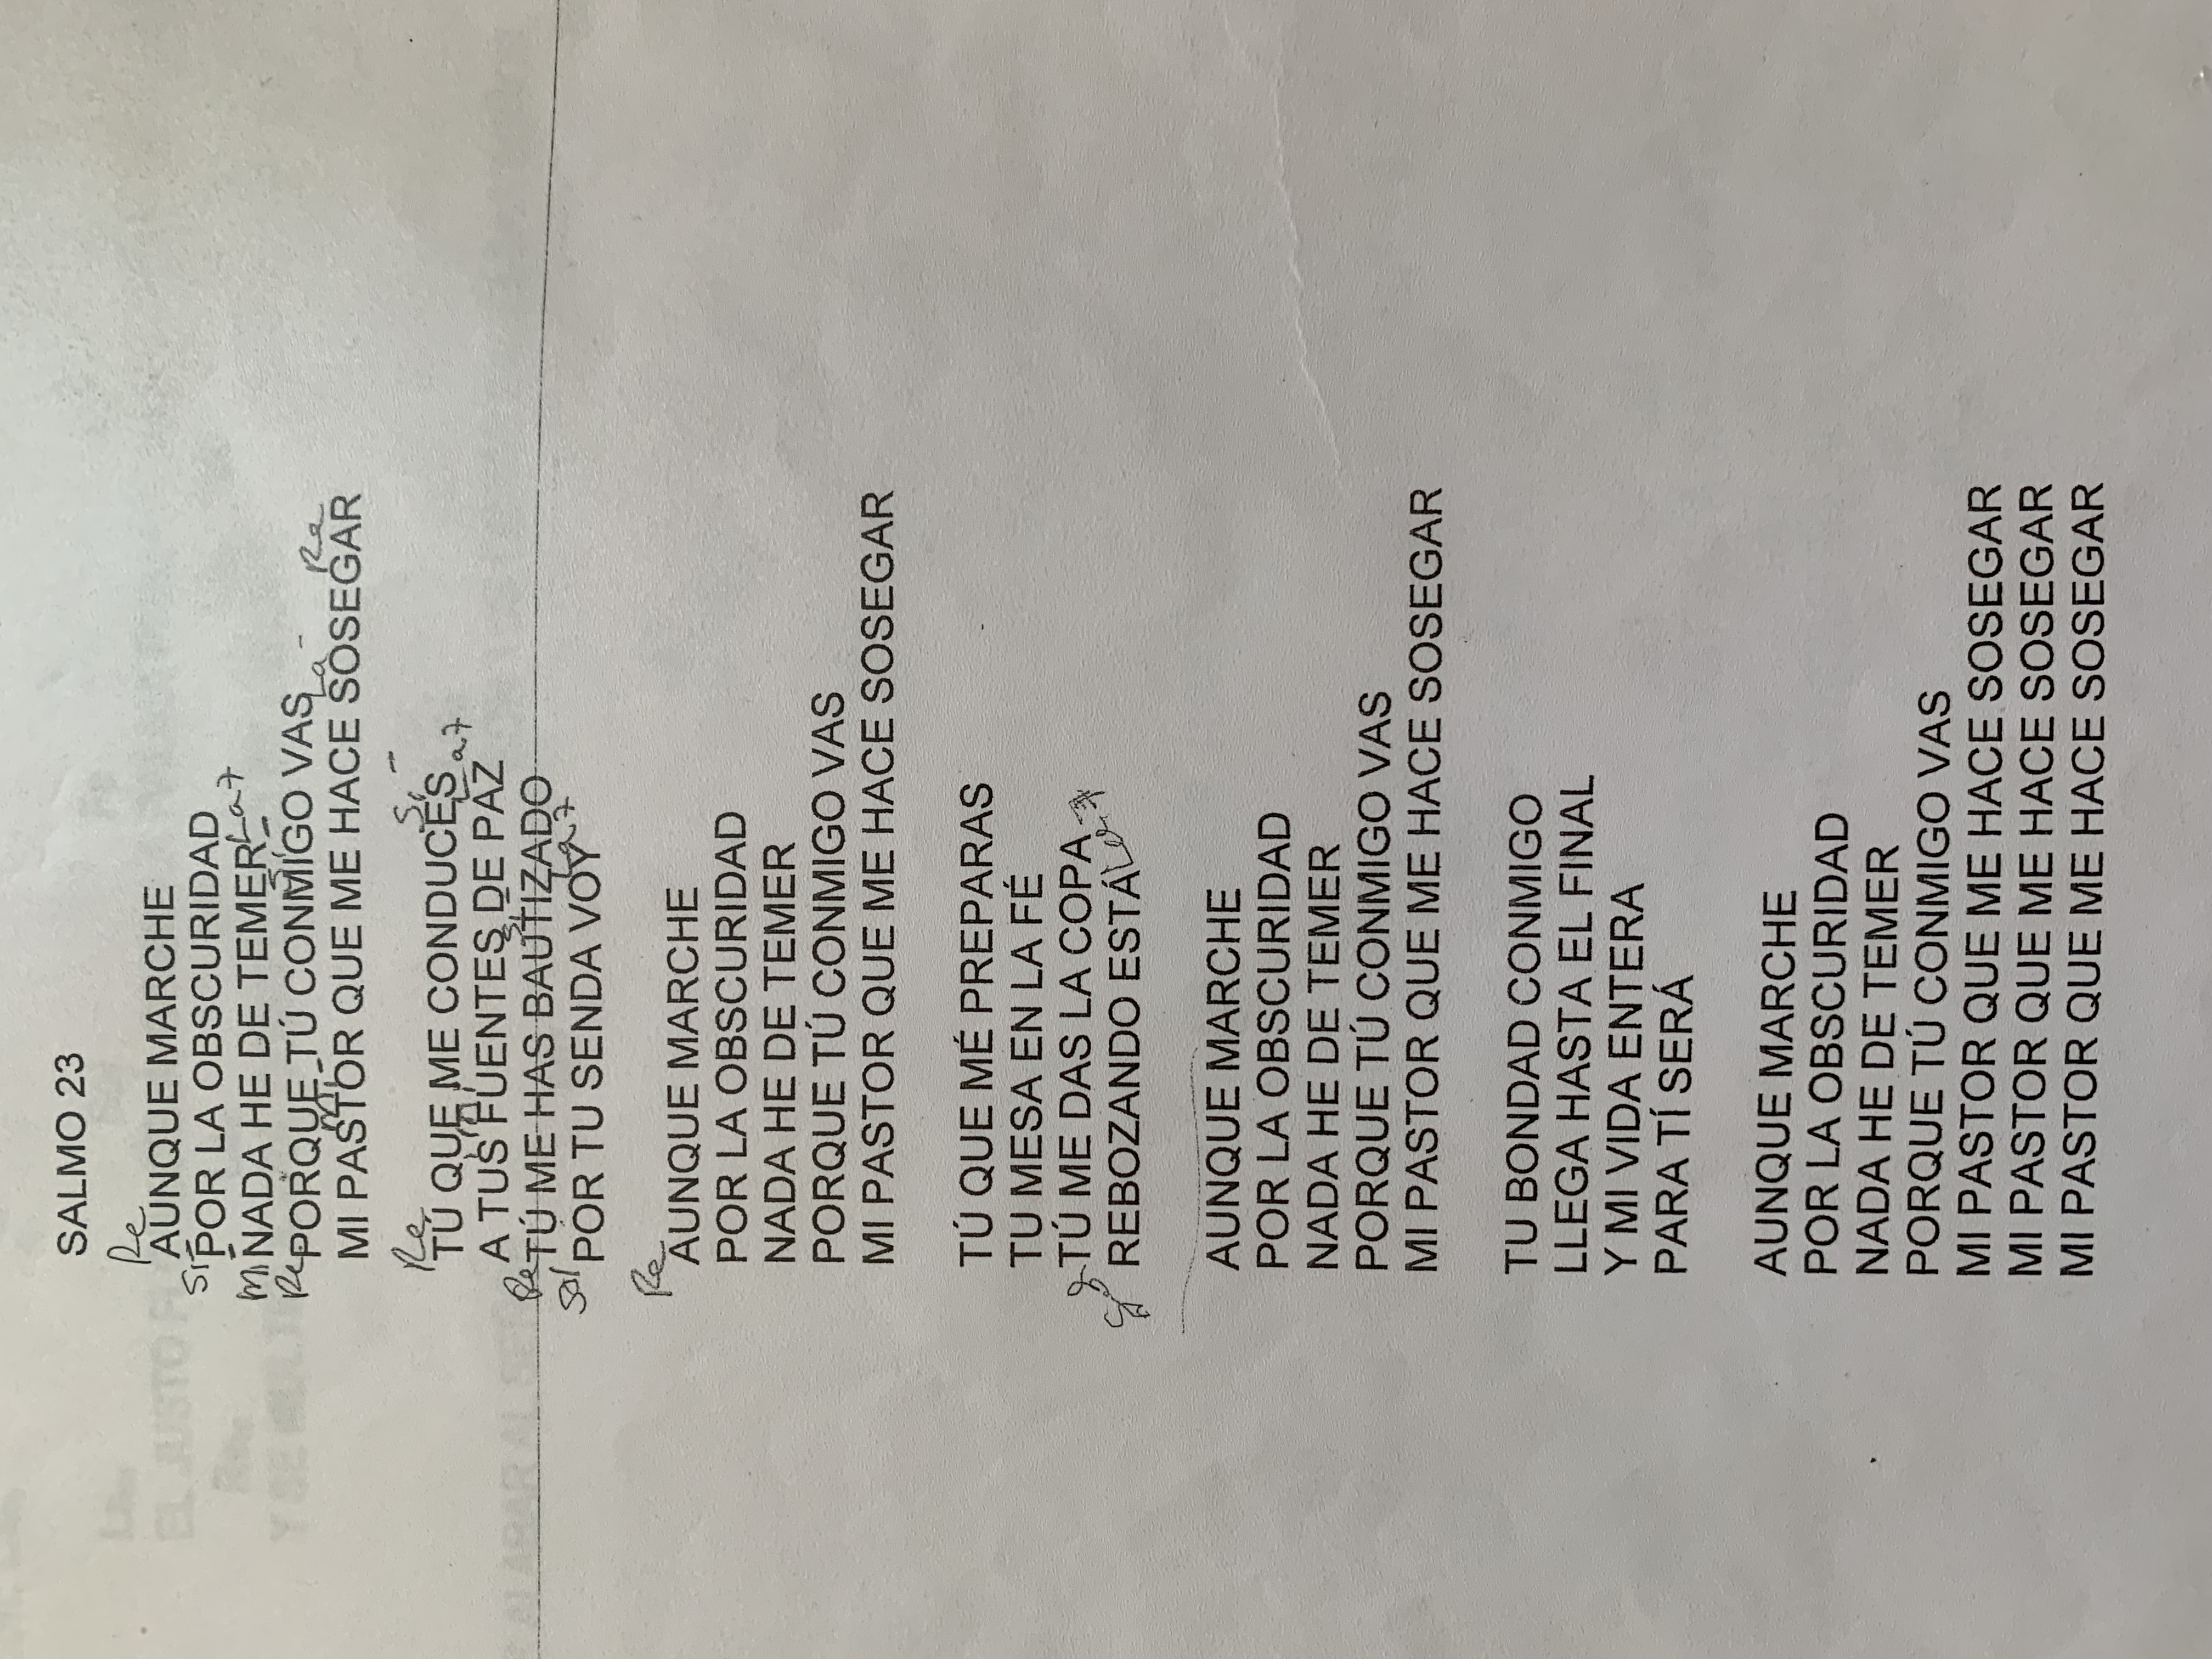 SALMO 23
Re
AUNQUE MARCHE
Si- POR LA OBSCURIDAD
Mi- NADA HE DE TEMER La7
Si-
Re PORQUE TÚ CONMIGO VAS
Mi- La- Re
MI PASTOR QUE ME HACE SOSEGAR
Re Si-
TÚ QUE ME CONDUCES
mi La7
A TUS FUENTES DE PAZ
Si-
Re TÚ ME HAS BAUTIZADO
Sol La7
POR TU SENDA VOY
Re
AUNQUE MARCHE
POR LA OBSCURIDAD
NADA HE DE TEMER
PORQUE TÚ CONMIGO VAS
MI PASTOR QUE ME HACE SOSEGAR
TÚ QUE MÉ PREPARAS
TU MESA EN LA FÉ
TÚ ME DAS LA COPA
Sol REBOZANDO ESTÁ La7
AUNQUE MARCHE
POR LA OBSCURIDAD
NADA HE DE TEMER
PORQUE TÚ CONMIGO VAS
MI PASTOR QUE ME HACE SOSEGAR
TU BONDAD CONMIGO
LLEGA HASTA EL FINAL
Y MI VIDA ENTERA
PARA TÍ SERÁ
AUNQUE MARCHE
POR LA OBSCURIDAD
NADA HE DE TEMER
PORQUE TÚ CONMIGO VAS
MI PASTOR QUE ME HACE SOSEGAR
MI PASTOR QUE ME HACE SOSEGAR
MI PASTOR QUE ME HACE SOSEGAR